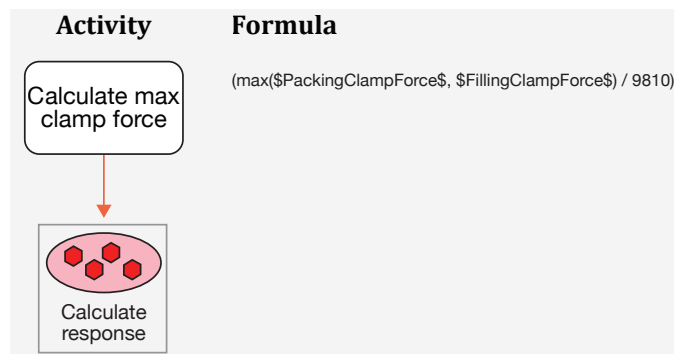 Activity
Formula
Calculate max
clamp force
(max($PackingClampForce$, $FillingClampForce$) / 9810)
Calculate
response